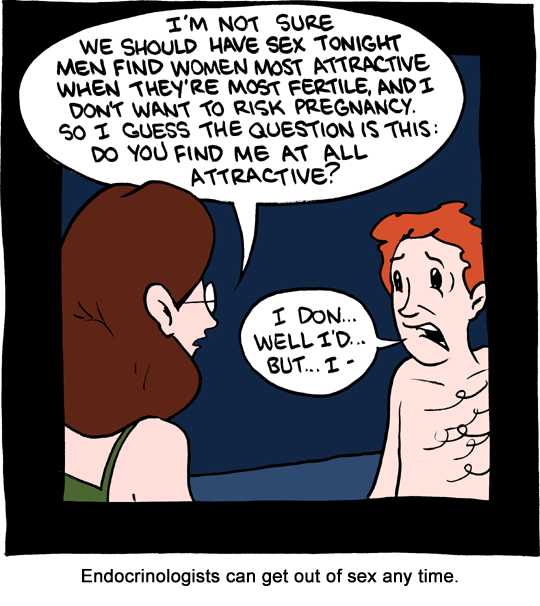 I'M NOT SURE
WE SHOULD HAVE SEX TONIGHT
MEN FIND WOMEN MOST ATTRACTIVE
WHEN THEY'RE MOST FERTILE, AND I
DON'T WANT TO RISK PREGNANCY.
SO I GUESS THE QUESTION IS THIS:
DO YOU FIND ME AT ALL
ATTRACTIVE?
I DON...
WELL I'D...
BUT... I -
Endocrinologists can get out of sex any time.